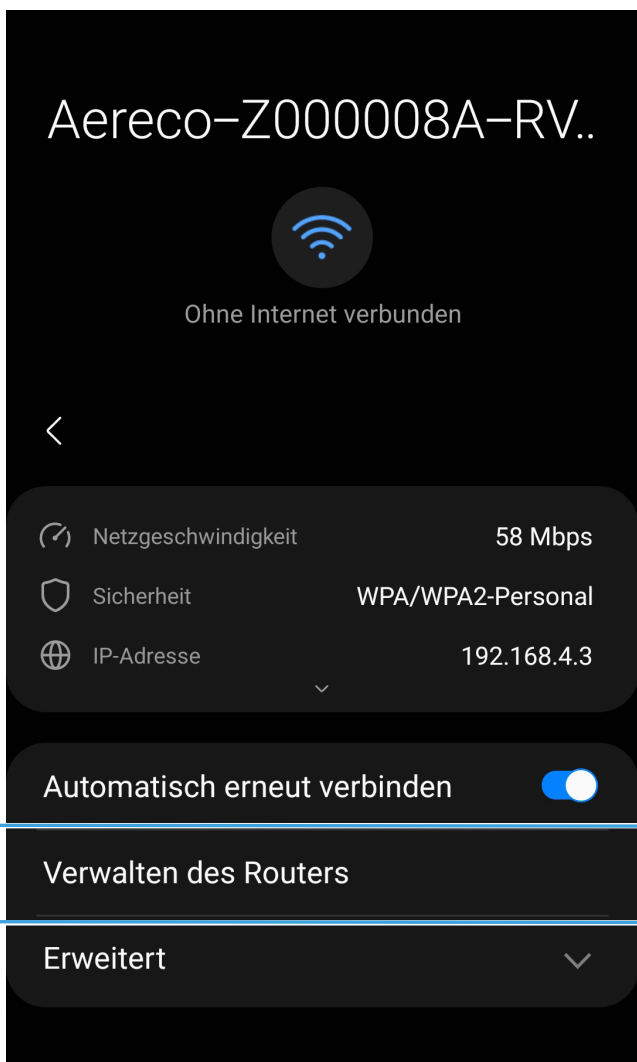 Aereco–Z000008A–RV..
Ohne Internet verbunden
Netzgeschwindigkeit 58 Mbps
Sicherheit WPA/WPA2-Personal
IP-Adresse 192.168.4.3
Automatisch erneut verbinden
Verwalten des Routers
Erweitert